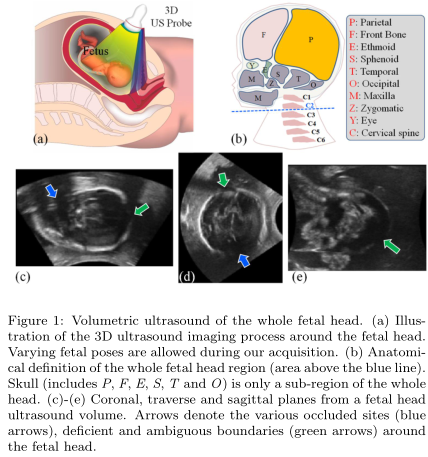 3D
US Probe
Fetus
(a)
F
P
Y
E
S
M
Z
T
O
M
C1
C2
C3
C4
C5
C6
(b)
P: Parietal
F: Front Bone
E: Ethmoid
S: Sphenoid
T: Temporal
O: Occipital
M: Maxilla
Z: Zygomatic
Y: Eye
C: Cervical spine
(c)
(d)
(e)
Figure 1: Volumetric ultrasound of the whole fetal head. (a) Illus-
tration of the 3D ultrasound imaging process around the fetal head.
Varying fetal poses are allowed during our acquisition. (b) Anatomi-
cal definition of the whole fetal head region (area above the blue line).
Skull (includes P, F, E, S, T and O) is only a sub-region of the whole
head. (c)-(e) Coronal, traverse and sagittal planes from a fetal head
ultrasound volume. Arrows denote the various occluded sites (blue
arrows), deficient and ambiguous boundaries (green arrows) around
the fetal head.